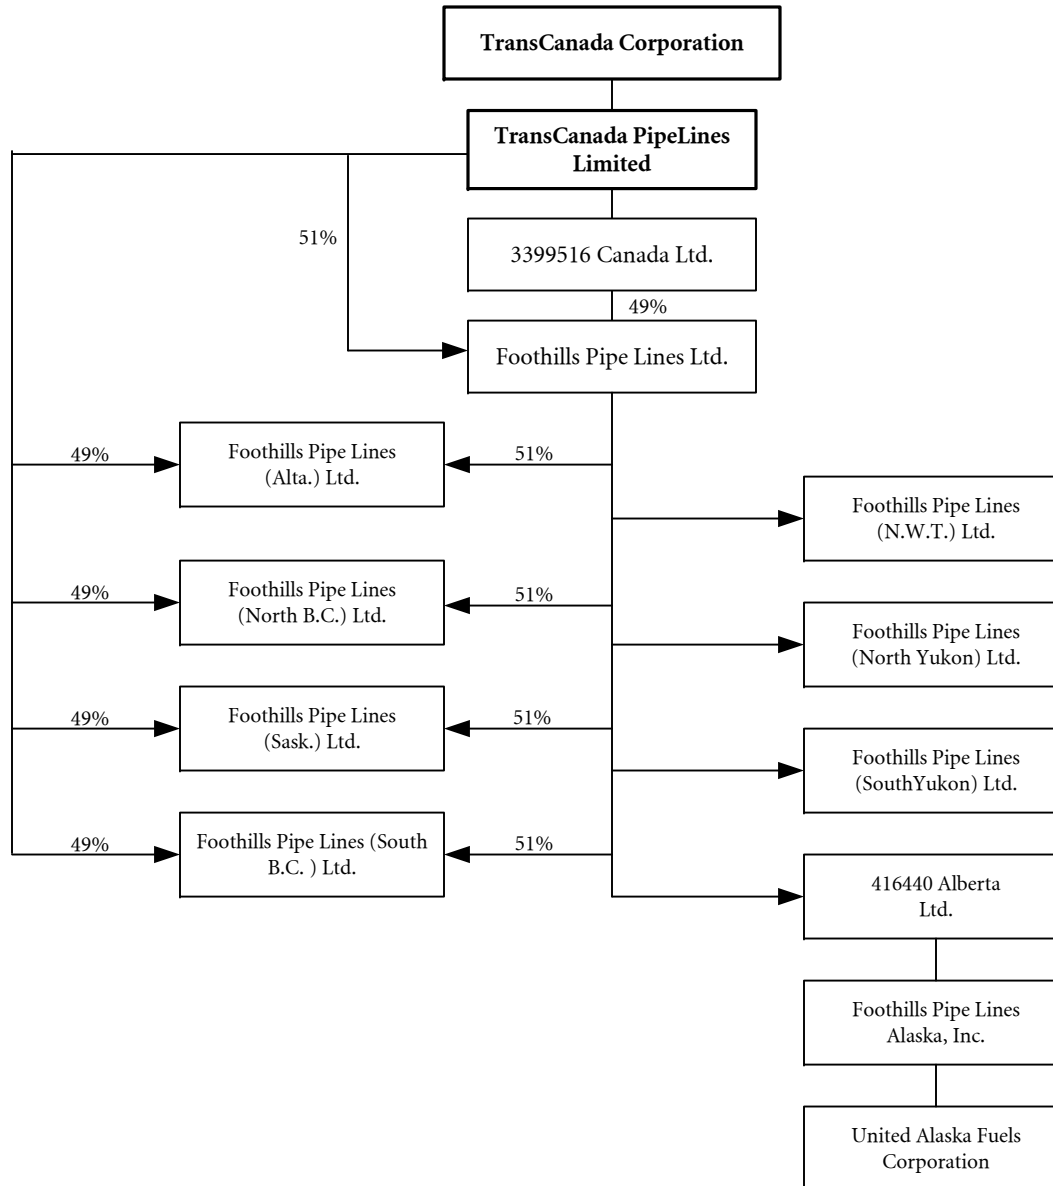 TransCanada Corporation
TransCanada PipeLines
Limited
51%
3399516 Canada Ltd.
49%
Foothills Pipe Lines Ltd.
49%
Foothills Pipe Lines
(Alta.) Ltd.
51%
Foothills Pipe Lines
(N.W.T.) Ltd.
49%
Foothills Pipe Lines
(North B.C.) Ltd.
51%
Foothills Pipe Lines
(North Yukon) Ltd.
49%
Foothills Pipe Lines
(Sask.) Ltd.
51%
Foothills Pipe Lines
(SouthYukon) Ltd.
49%
Foothills Pipe Lines (South
B.C. ) Ltd.
51%
416440 Alberta
Ltd.
Foothills Pipe Lines
Alaska, Inc.
United Alaska Fuels
Corporation